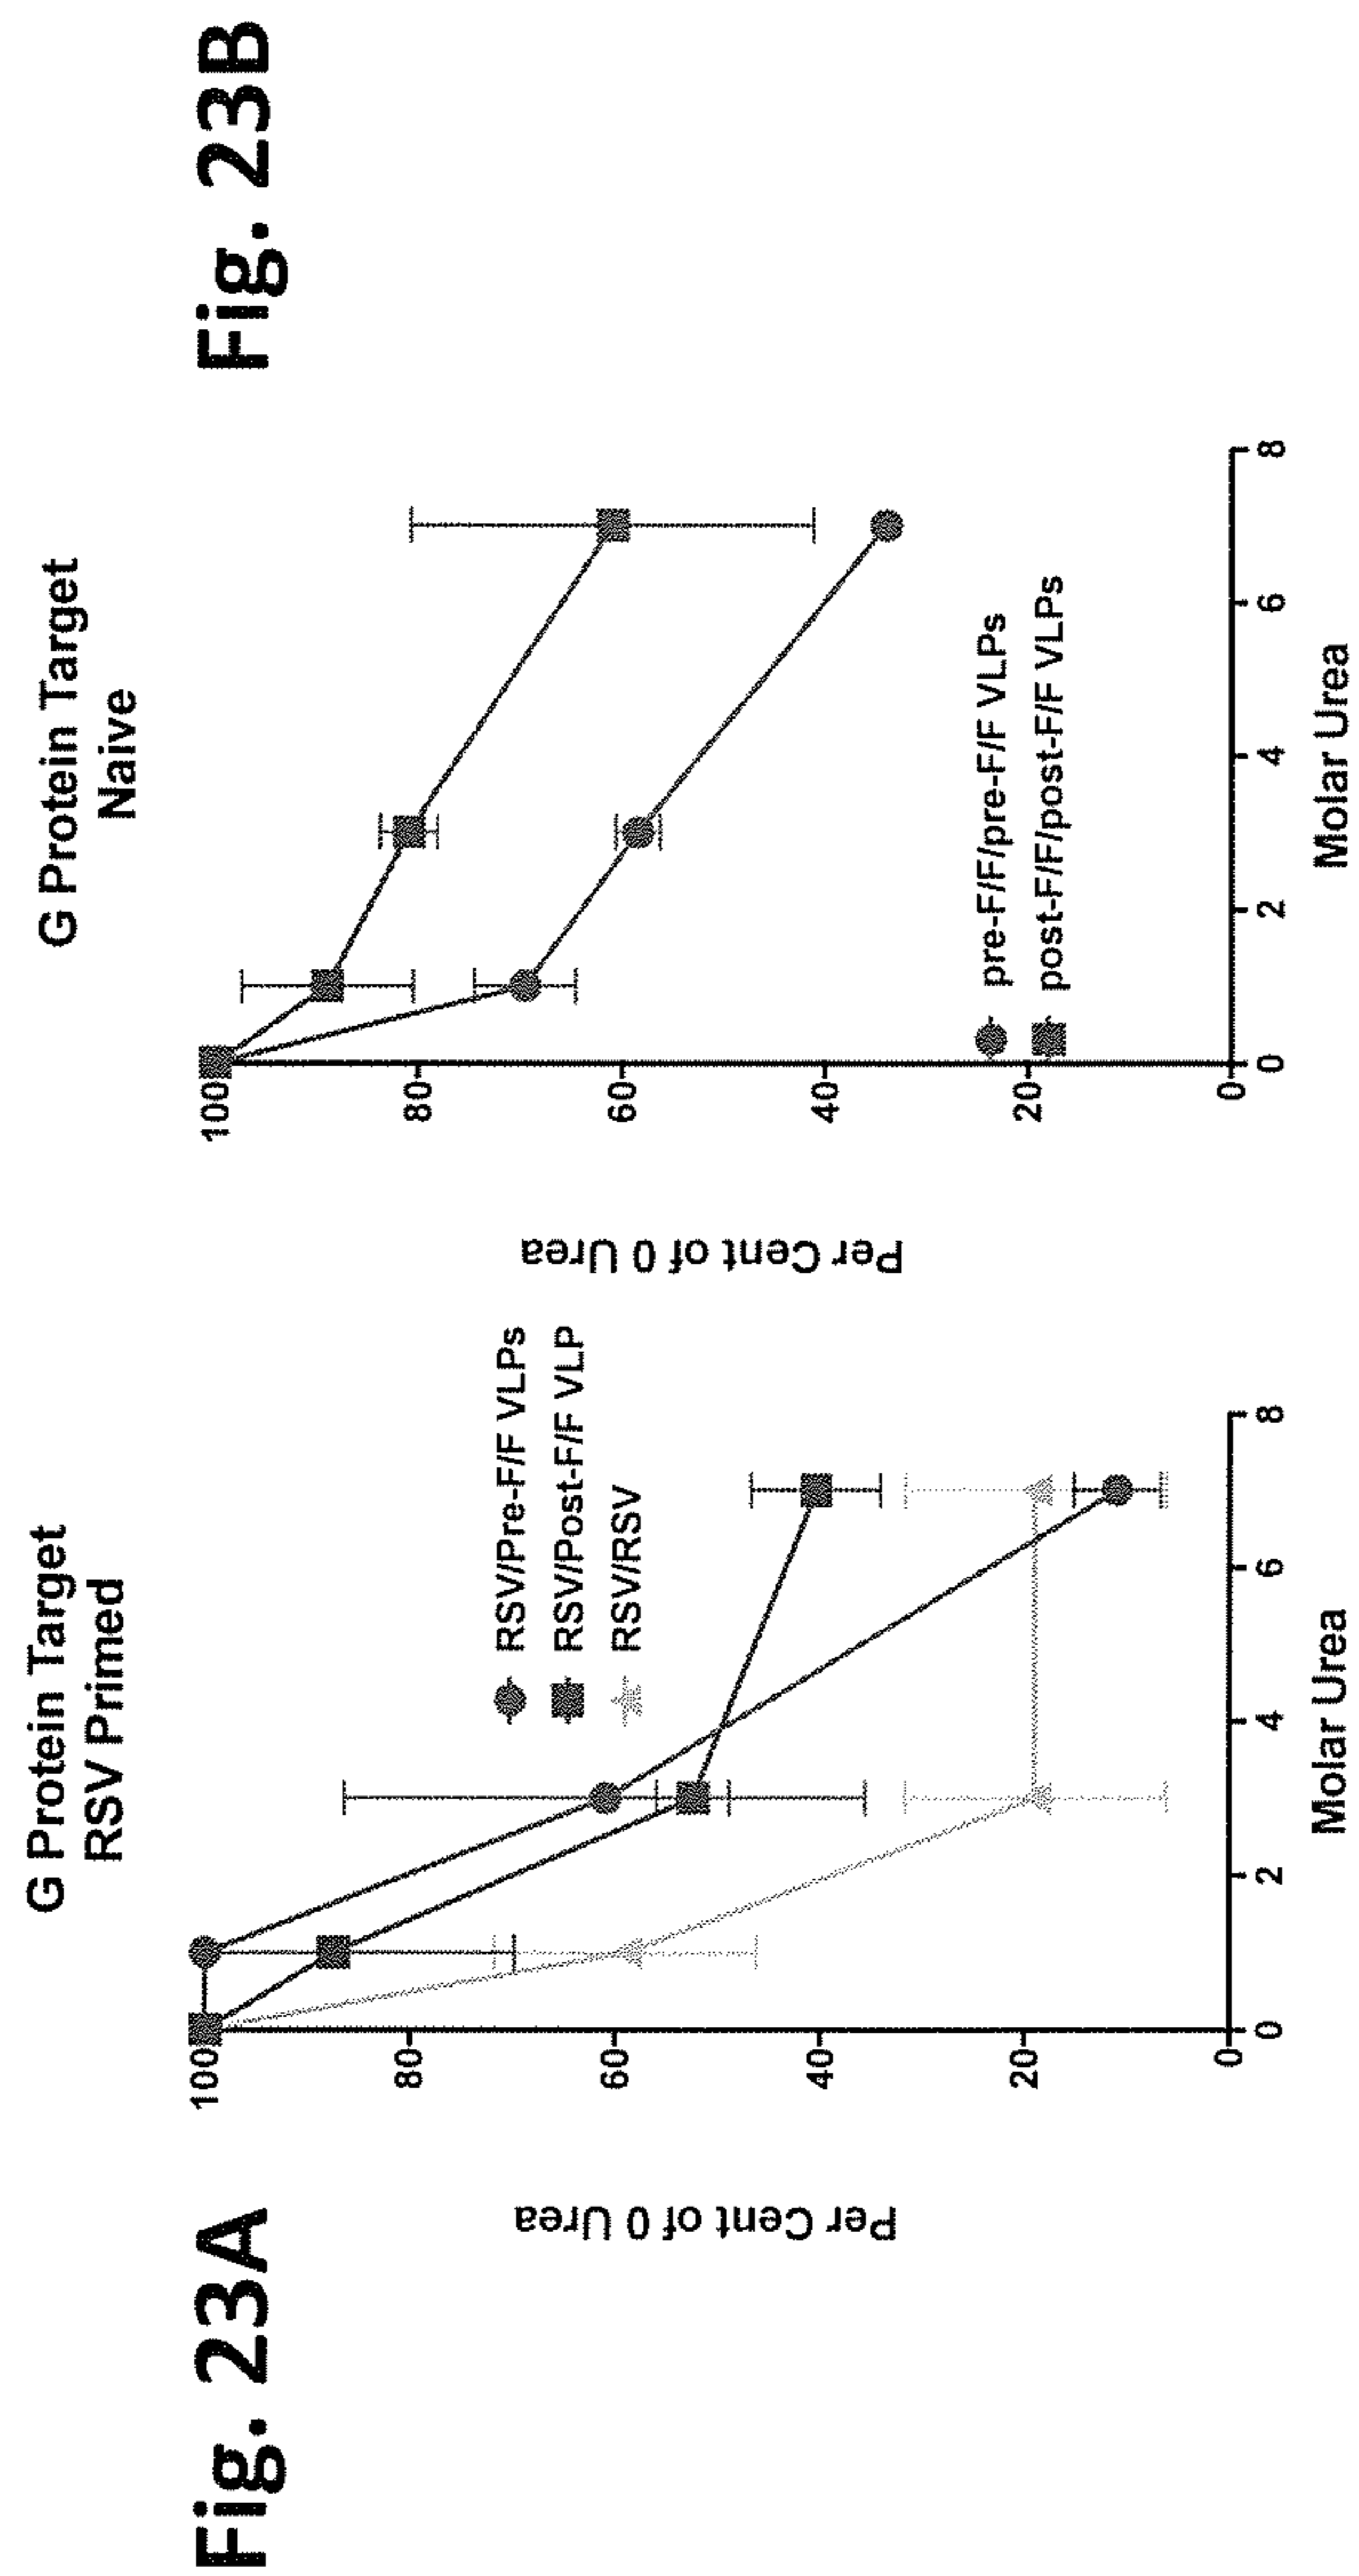 Fig. 23A
G Protein Target
RSV Primed
Per Cent of 0 Urea
100
80
60
40
20
0
0
2
4
6
8
Molar Urea
RSV/Pre-F/F VLPs
RSV/Post-F/F VLP
RSV/RSV
Fig. 23B
G Protein Target
Naive
Per Cent of 0 Urea
100
80
60
40
20
0
0
2
4
6
8
Molar Urea
pre-F/F/pre-F/F VLPs
post-F/F/post-F/F VLPs